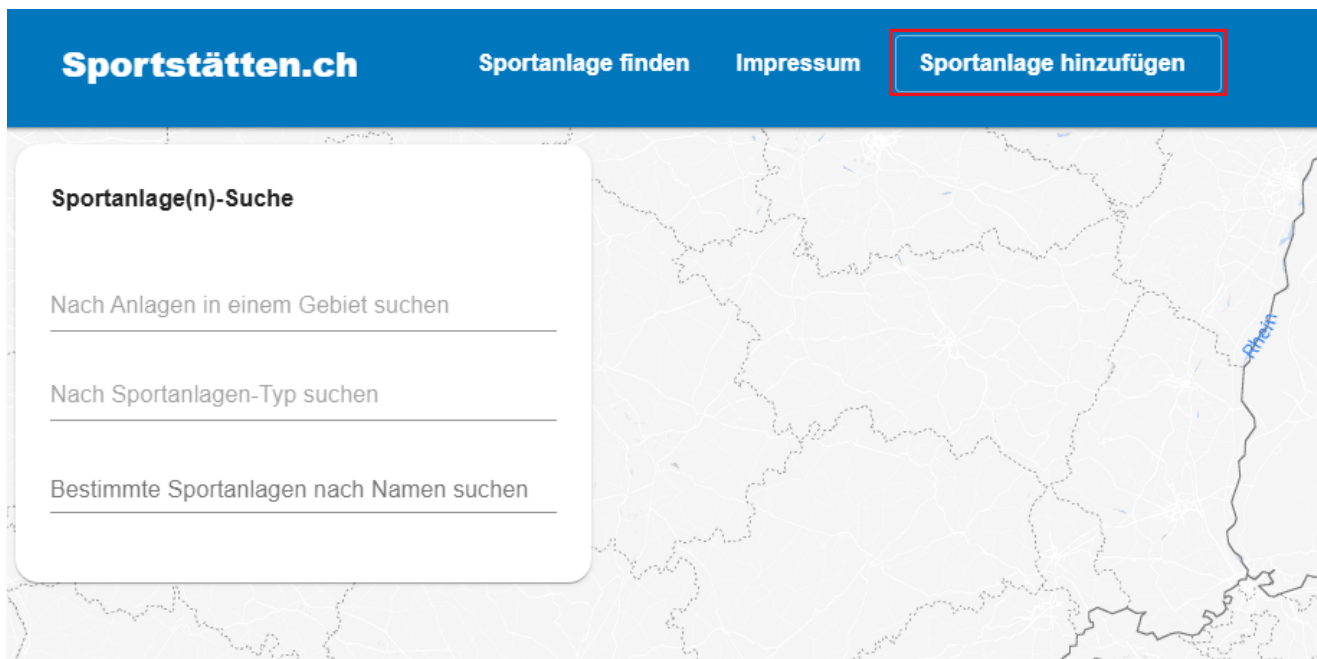 Sportstätten.ch
Sportanlage finden
Impressum
Sportanlage hinzufügen
Sportanlage(n)-Suche
Nach Anlagen in einem Gebiet suchen
Nach Sportanlagen-Typ suchen
Bestimmte Sportanlagen nach Namen suchen
Rhein